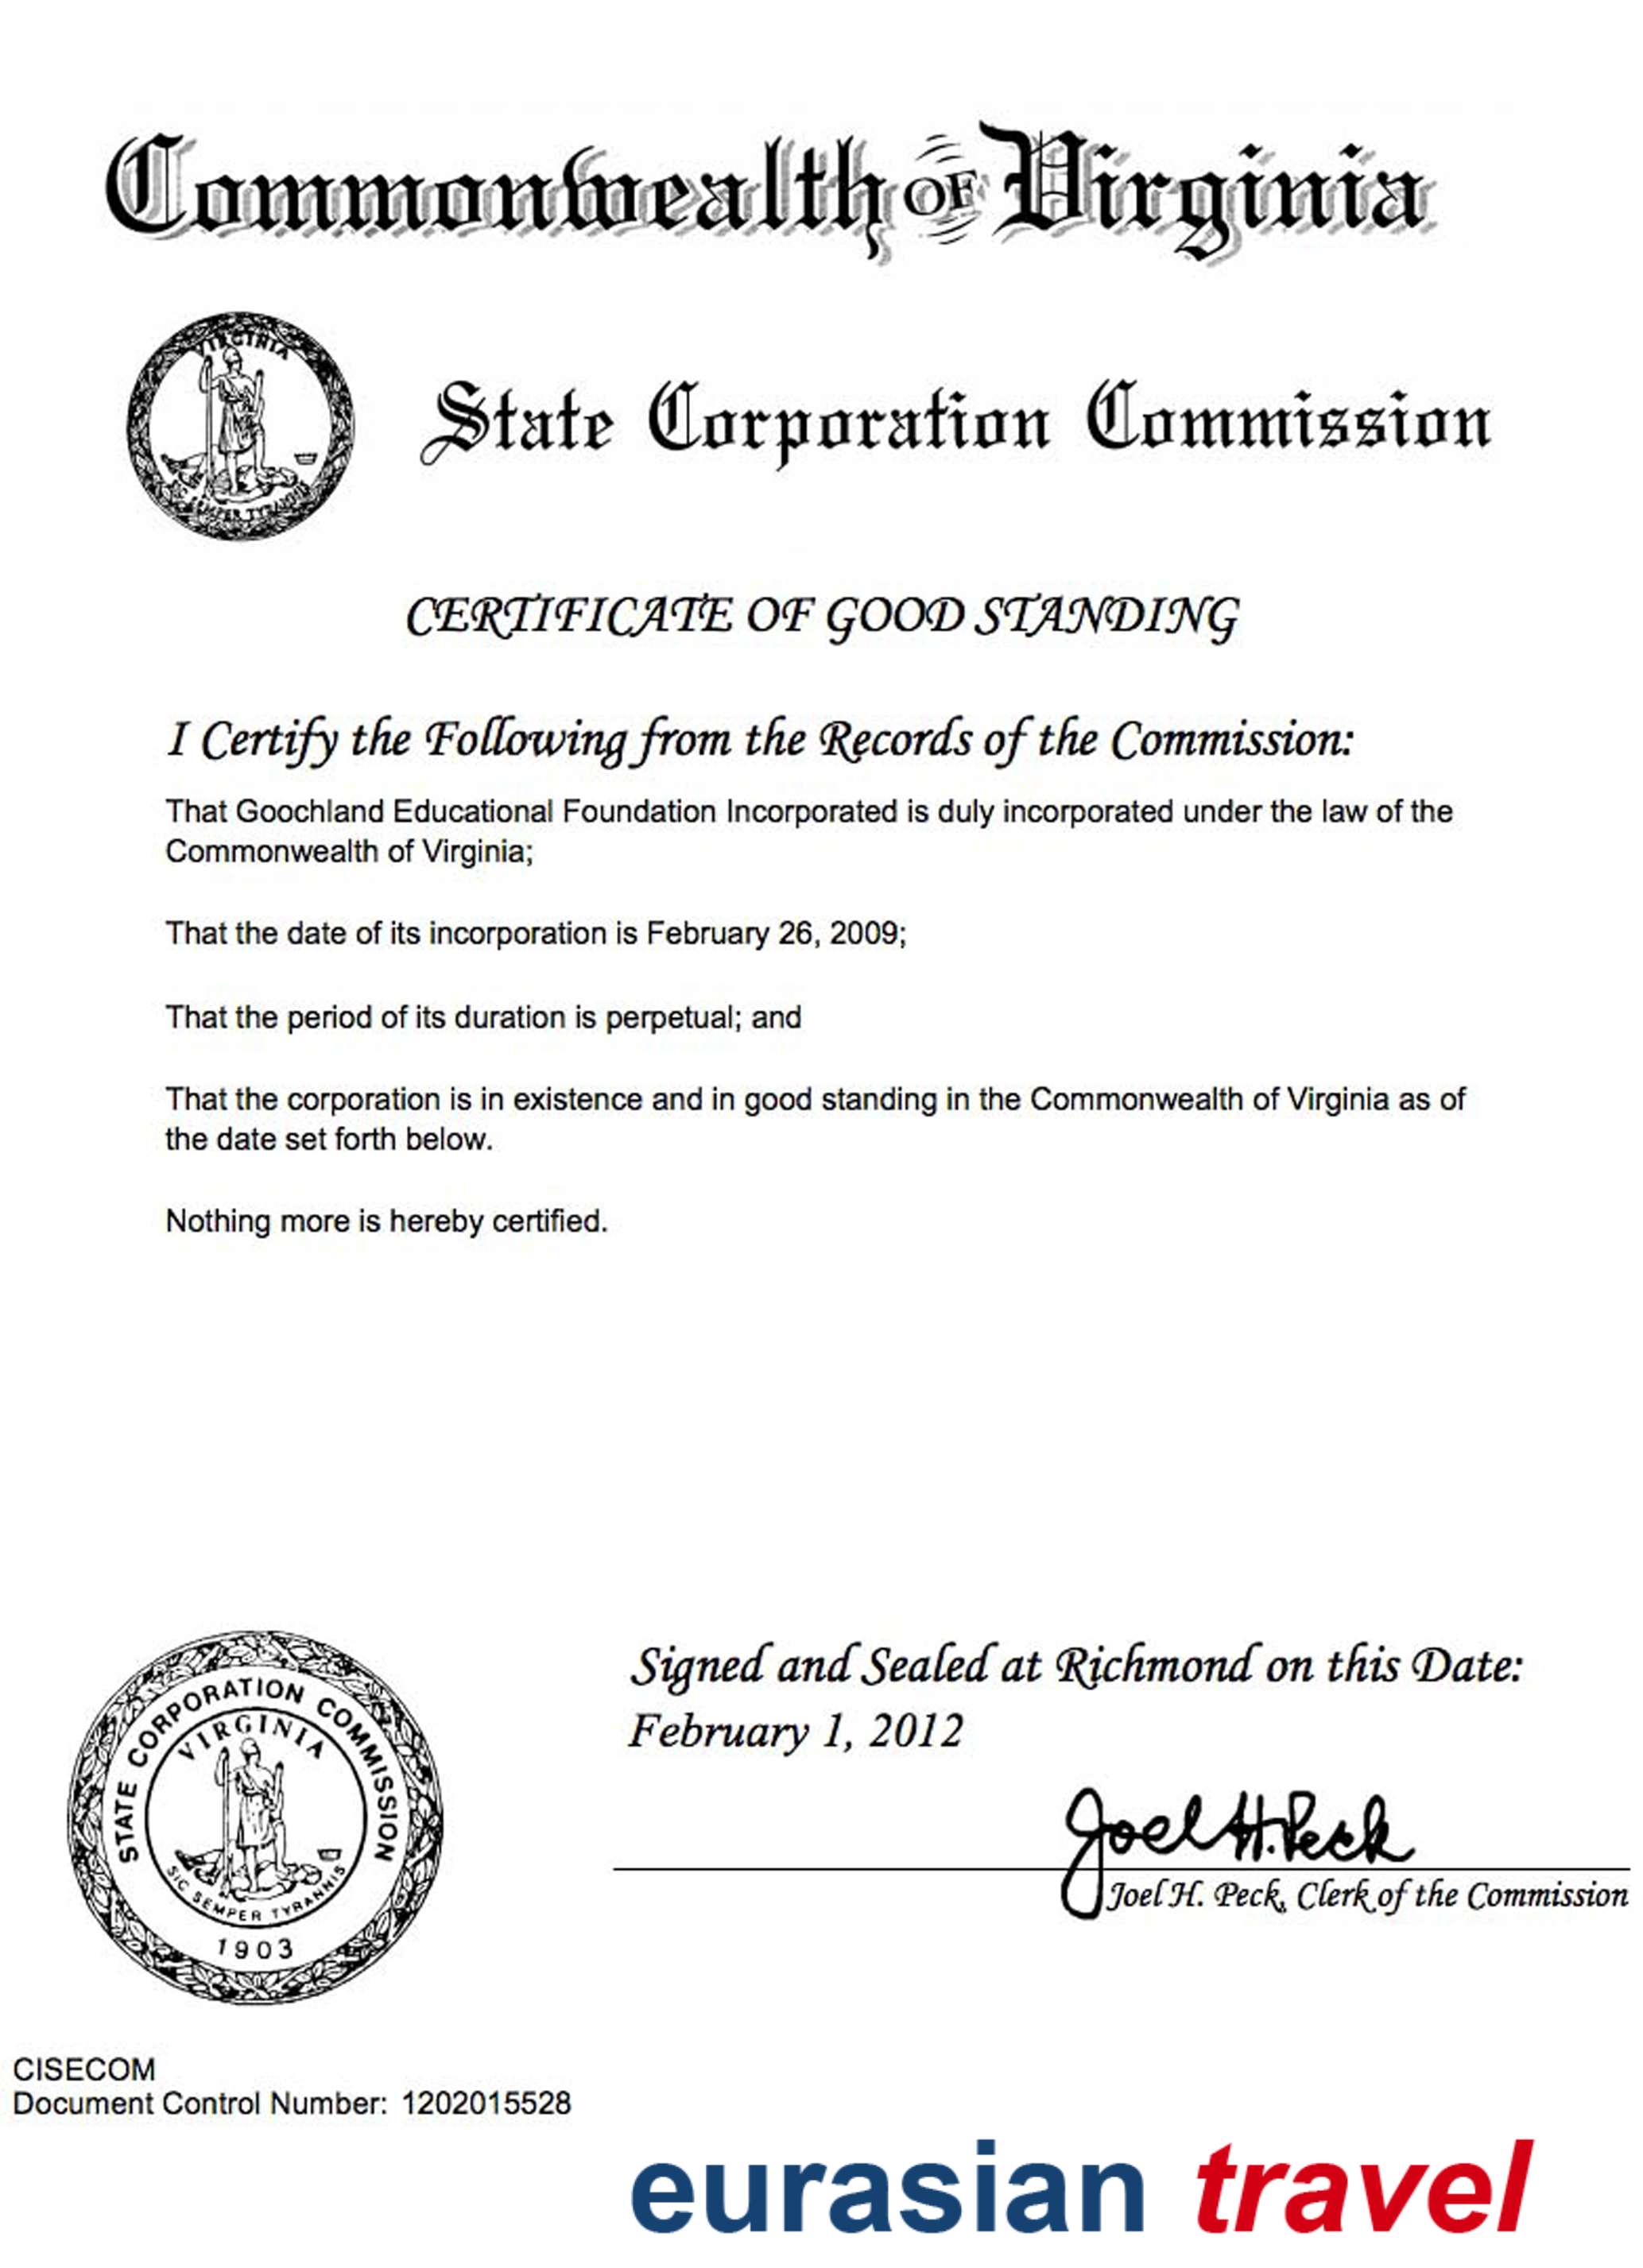 Commonwealth OF Virginia
VIRGINIA
SIC SEMPER TYRANNIS
State Corporation Commission
CERTIFICATE OF GOOD STANDING
I Certify the Following from the Records of the Commission:
That Goochland Educational Foundation Incorporated is duly incorporated under the law of the
Commonwealth of Virginia;
That the date of its incorporation is February 26, 2009;
That the period of its duration is perpetual; and
That the corporation is in existence and in good standing in the Commonwealth of Virginia as of
the date set forth below.
Nothing more is hereby certified.
STATE CORPORATION COMMISSION
VIRGINIA
SIC SEMPER TYRANNIS
1903
Signed and Sealed at Richmond on this Date:
February 1, 2012
Joel H. Peck
Joel H. Peck, Clerk of the Commission
CISECOM
Document Control Number: 1202015528
eurasian travel